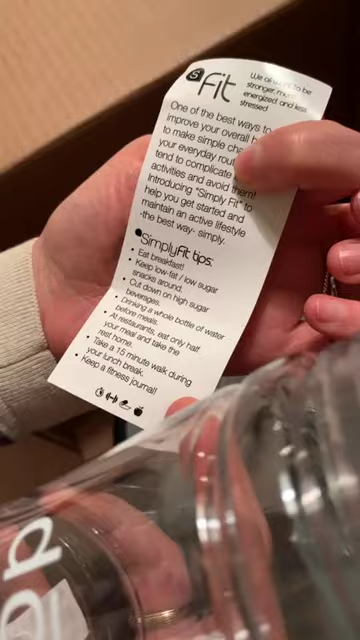 S Fit
We all want to be
stronger, more
energized and less
stressed
One of the best ways to
improve your overall
to make simple cha
your everyday rout
tend to complicate
activities and avoid them!
Introducing "Simply Fit" to
help you get started and
maintain an active lifestyle
-the best way- simply.
Simplyfit tips:
• Eat breakfast!
• Keep low-fat / low sugar
snacks around.
• Cut down on high sugar
beverages.
• Drinking a whole bottle of water
before meals.
• At restaurants, eat only half
your meal and take the
rest home.
• Take a 15 minute walk during
your lunch break.
• Keep a fitness journal!